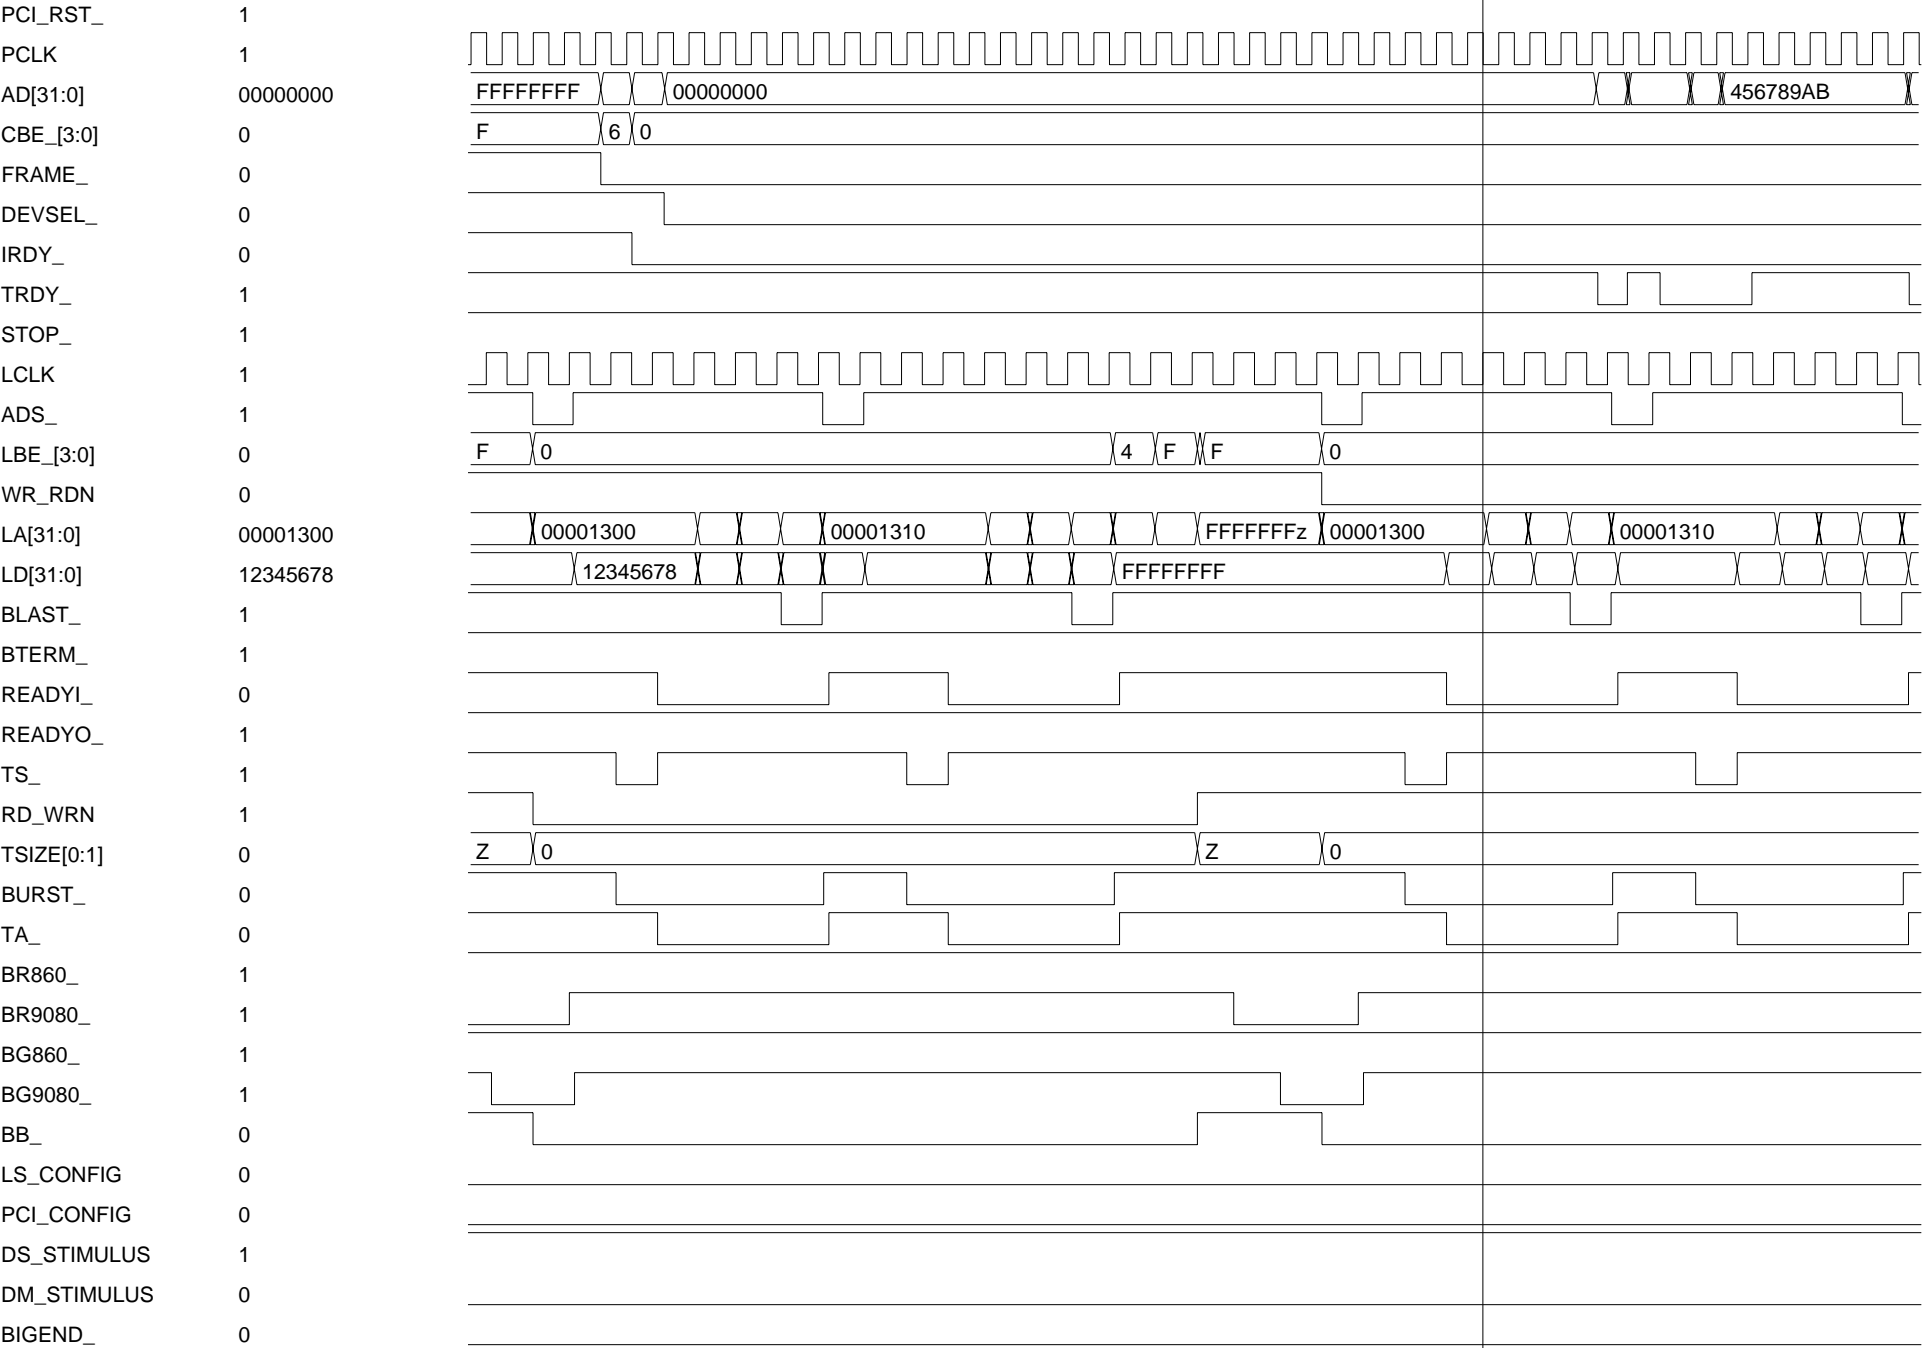 PCI_RST_ 1
PCLK 1
AD[31:0] 00000000 FFFFFFFF 00000000 456789AB
CBE_[3:0] 0 F 6 0
FRAME_ 0
DEVSEL_ 0
IRDY_ 0
TRDY_ 1
STOP_ 1
LCLK 1
ADS_ 1
LBE_[3:0] 0 F 0 4 F F 0
WR_RDN 0
LA[31:0] 00001300 00001300 00001310 FFFFFFFz 00001300 00001310
LD[31:0] 12345678 12345678 FFFFFFFF
BLAST_ 1
BTERM_ 1
READYI_ 0
READYO_ 1
TS_ 1
RD_WRN 1
TSIZE[0:1] 0 Z 0 Z 0
BURST_ 0
TA_ 0
BR860_ 1
BR9080_ 1
BG860_ 1
BG9080_ 1
BB_ 0
LS_CONFIG 0
PCI_CONFIG 0
DS_STIMULUS 1
DM_STIMULUS 0
BIGEND_ 0